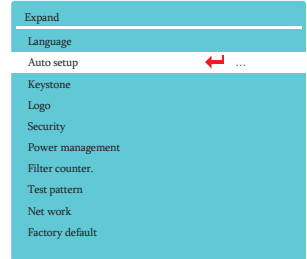 Expand
Language
Auto setup ...
Keystone
Logo
Security
Power management
Filter counter.
Test pattern
Net work
Factory default